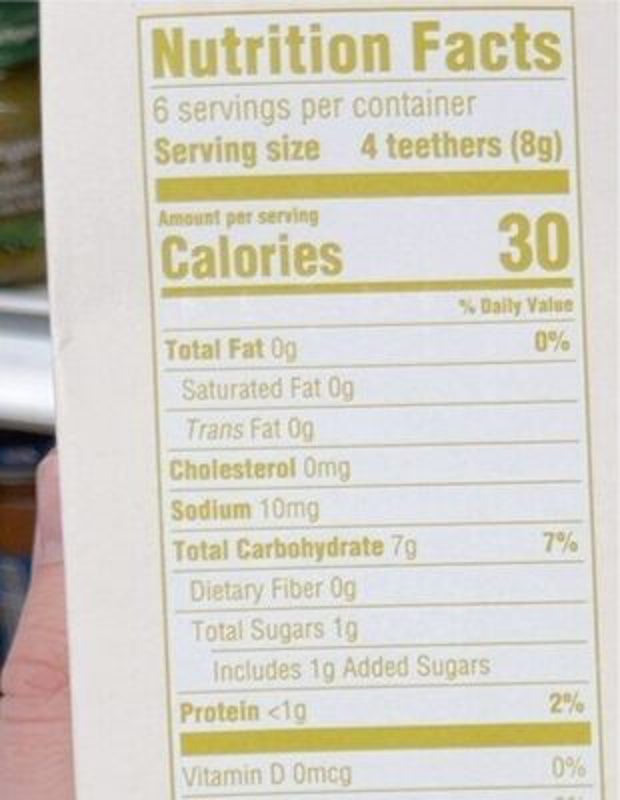 Nutrition Facts
6 servings per container
Serving size 4 teethers (8g)
Amount per serving
Calories 30
% Daily Value
Total Fat 0g 0%
Saturated Fat 0g
Trans Fat 0g
Cholesterol 0mg
Sodium 10mg
Total Carbohydrate 7g 7%
Dietary Fiber 0g
Total Sugars 1g
Includes 1g Added Sugars
Protein <1g 2%
Vitamin D 0mcg 0%